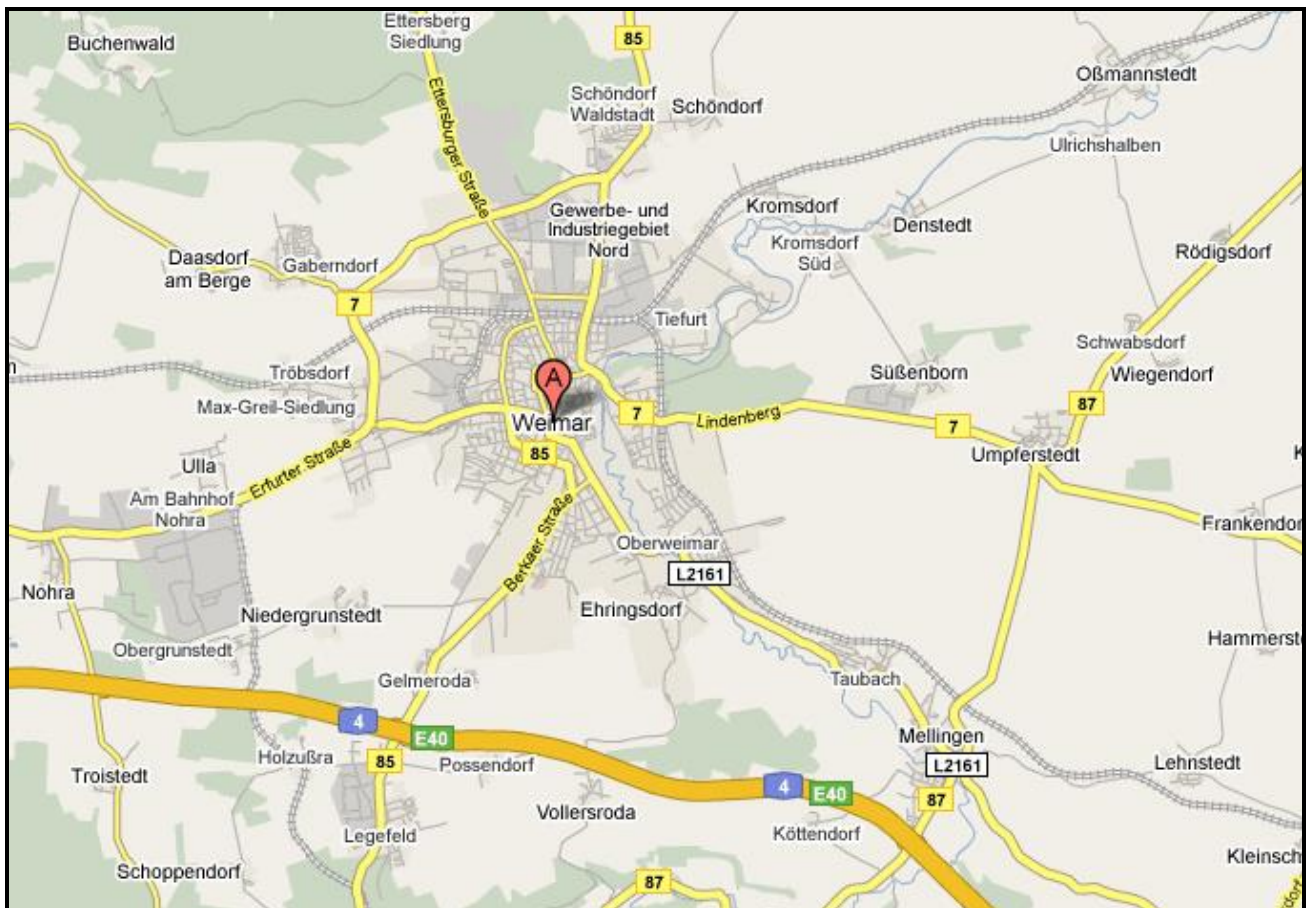 Buchenwald
Ettersberg
Siedlung
85
Oßmannstedt
Schöndorf
Waldstadt
Schöndorf
Ettersburger Straße
Ulrichshalben
Gewerbe- und
Industriegebiet
Nord
Kromsdorf
Kromsdorf
Süd
Denstedt
Rödigsdorf
Daasdorf
am Berge
Gaberndorf
7
Tiefurt
Schwabsdorf
Wiegendorf
Tröbsdorf
Max-Greil-Siedlung
A
Süßenborn
87
Weimar
7
Lindenberg
7
Umpferstedt
85
Ulla
Erfurter Straße
Am Bahnhof
Nohra
Berkaer Straße
Oberweimar
Frankendor
L2161
Nohra
Niedergrunstedt
Ehringsdorf
Obergrunstedt
Hammerste
Gelmeroda
Taubach
4
E40
Mellingen
Holzußra
85
Possendorf
L2161
Lehnstedt
Troistedt
4
E40
87
Vollersroda
Köttendorf
Legefeld
Schoppendorf
87
Kleinsch